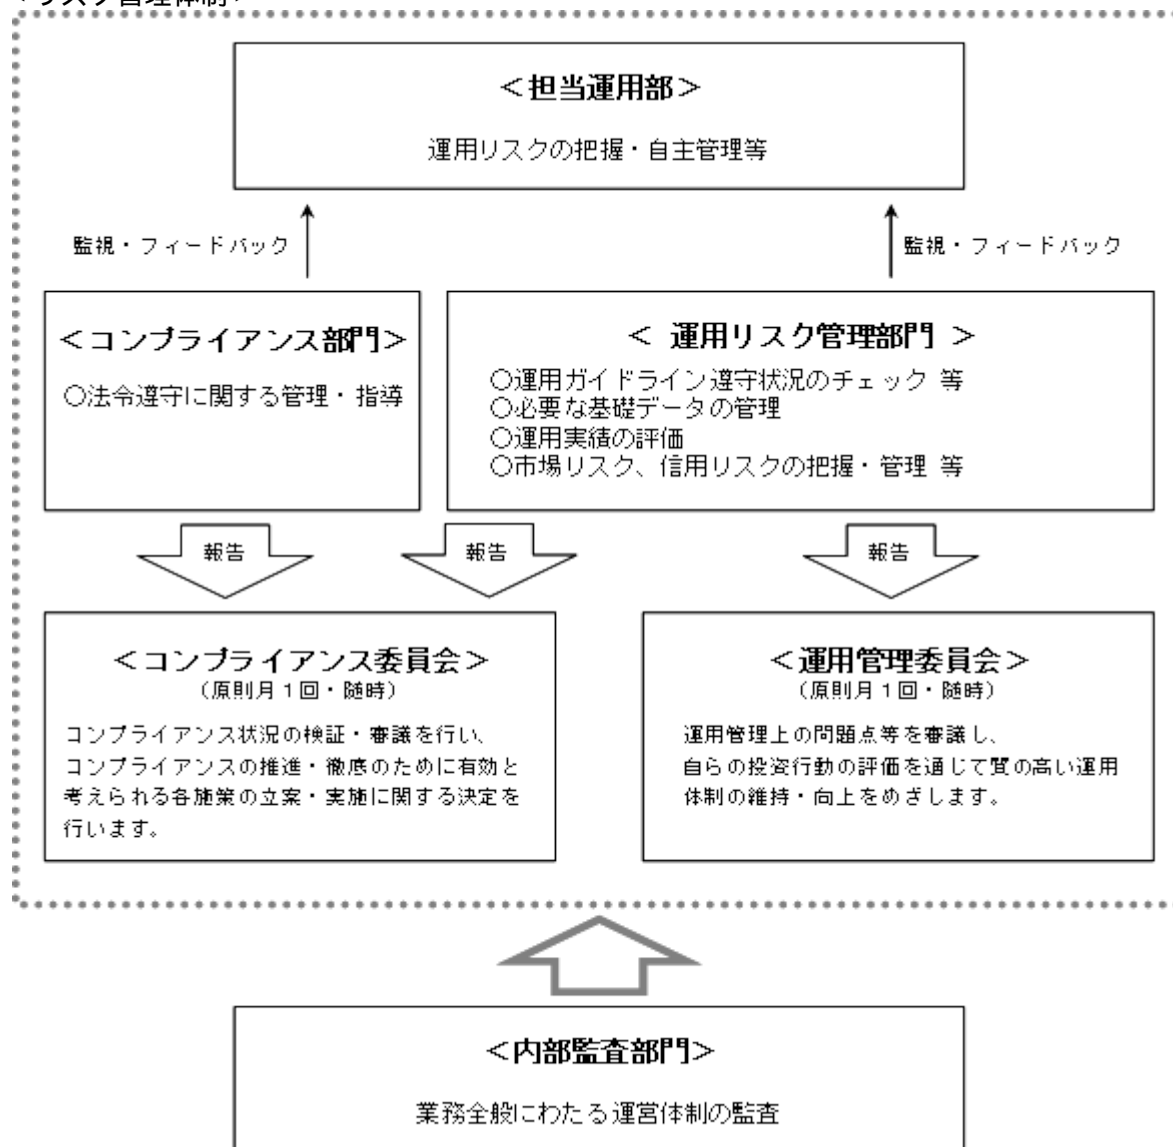 <リスク管理体制>
<担当運用部>
運用リスクの把握・自主管理等
監視・フィードバック
監視・フィードバック
<コンプライアンス部門>
○法令遵守に関する管理・指導
< 運用リスク管理部門 >
○運用ガイドライン遵守状況のチェック 等
○必要な基礎データの管理
○運用実績の評価
○市場リスク、信用リスクの把握・管理 等
報告
報告
報告
<コンプライアンス委員会>
(原則月1回・随時)
コンプライアンス状況の検証・審議を行い、
コンプライアンスの推進・徹底のために有効と
考えられる各施策の立案・実施に関する決定を
行います。
<運用管理委員会>
(原則月1回・随時)
運用管理上の問題点等を審議し、
自らの投資行動の評価を通じて質の高い運用
体制の維持・向上をめざします。
<内部監査部門>
業務全般にわたる運営体制の監査